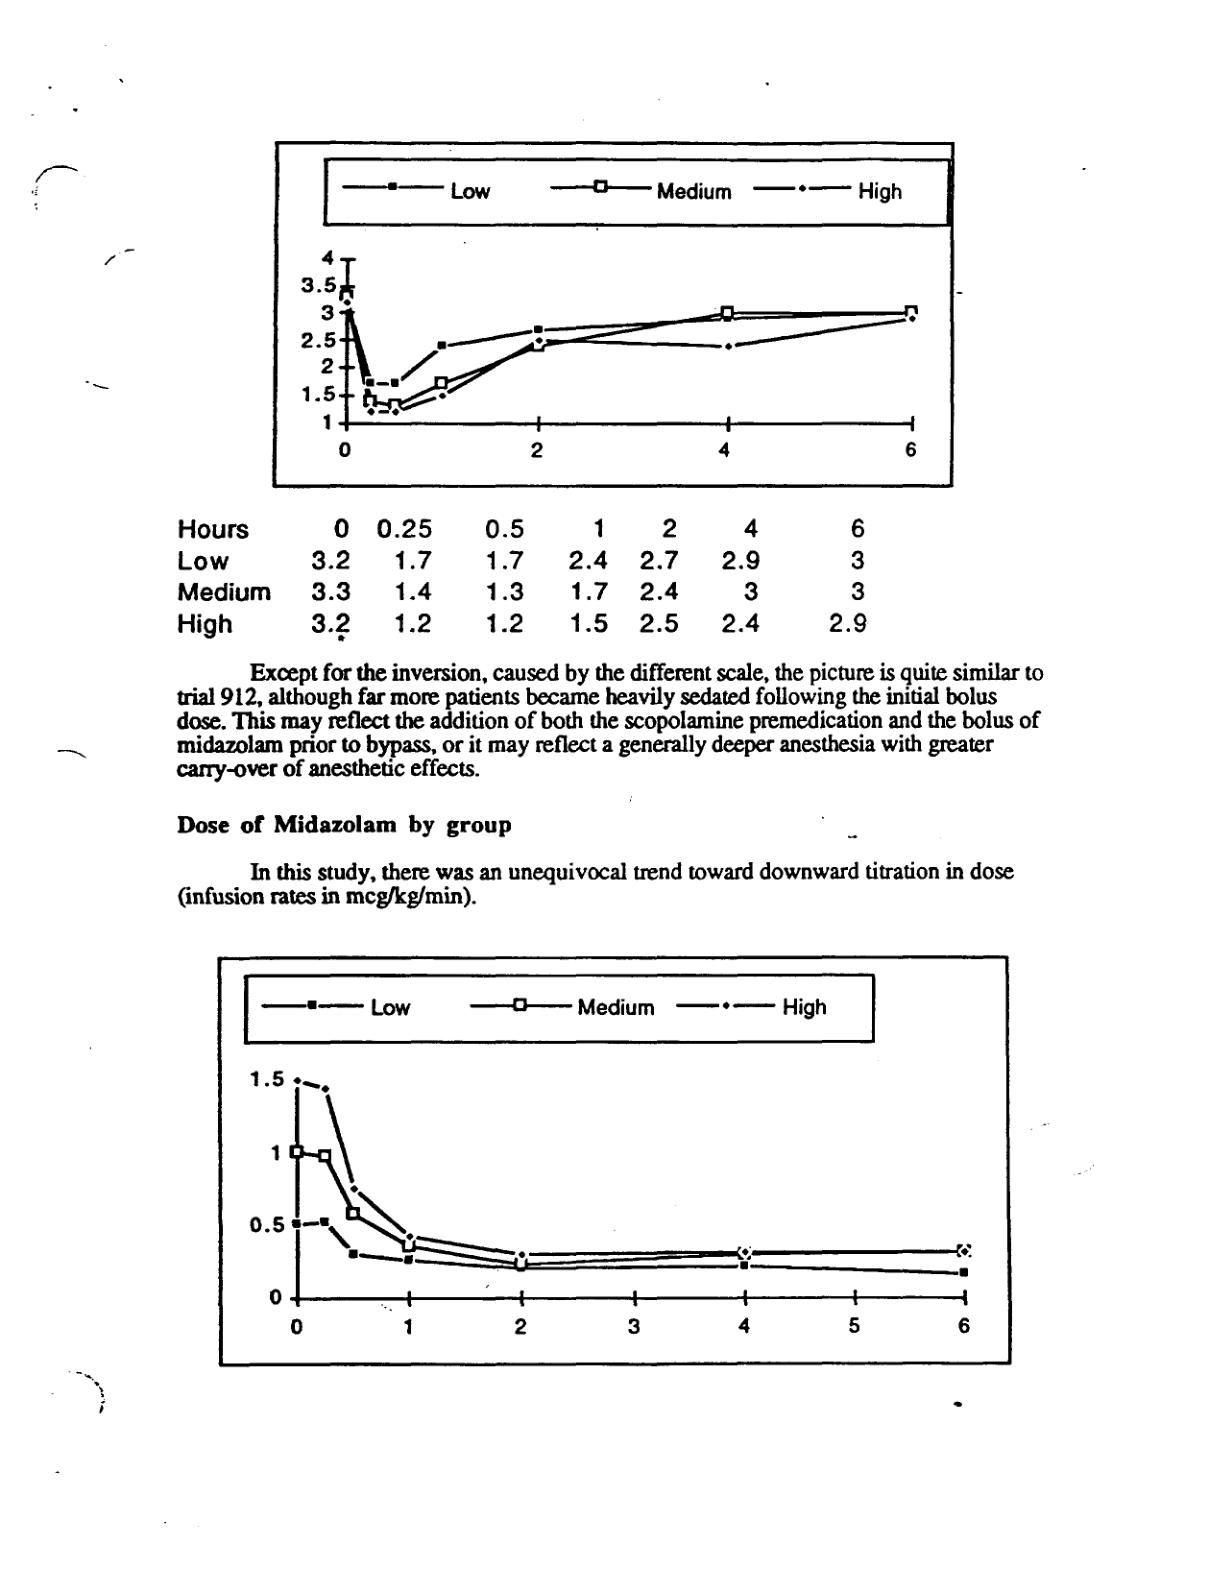 Low Medium High
4
3.5
3
2.5
2
1.5
1
0 2 4 6
Hours 0 0.25 0.5 1 2 4 6
Low 3.2 1.7 1.7 2.4 2.7 2.9 3
Medium 3.3 1.4 1.3 1.7 2.4 3 3
High 3.2 1.2 1.2 1.5 2.5 2.4 2.9
Except for the inversion, caused by the different scale, the picture is quite similar to
trial 912, although far more patients became heavily sedated following the initial bolus
dose. This may reflect the addition of both the scopolamine premedication and the bolus of
midazolam prior to bypass, or it may reflect a generally deeper anesthesia with greater
carry-over of anesthetic effects.
Dose of Midazolam by group
In this study, there was an unequivocal trend toward downward titration in dose
(infusion rates in mcg/kg/min).
Low Medium High
1.5
1
0.5
0
0 1 2 3 4 5 6